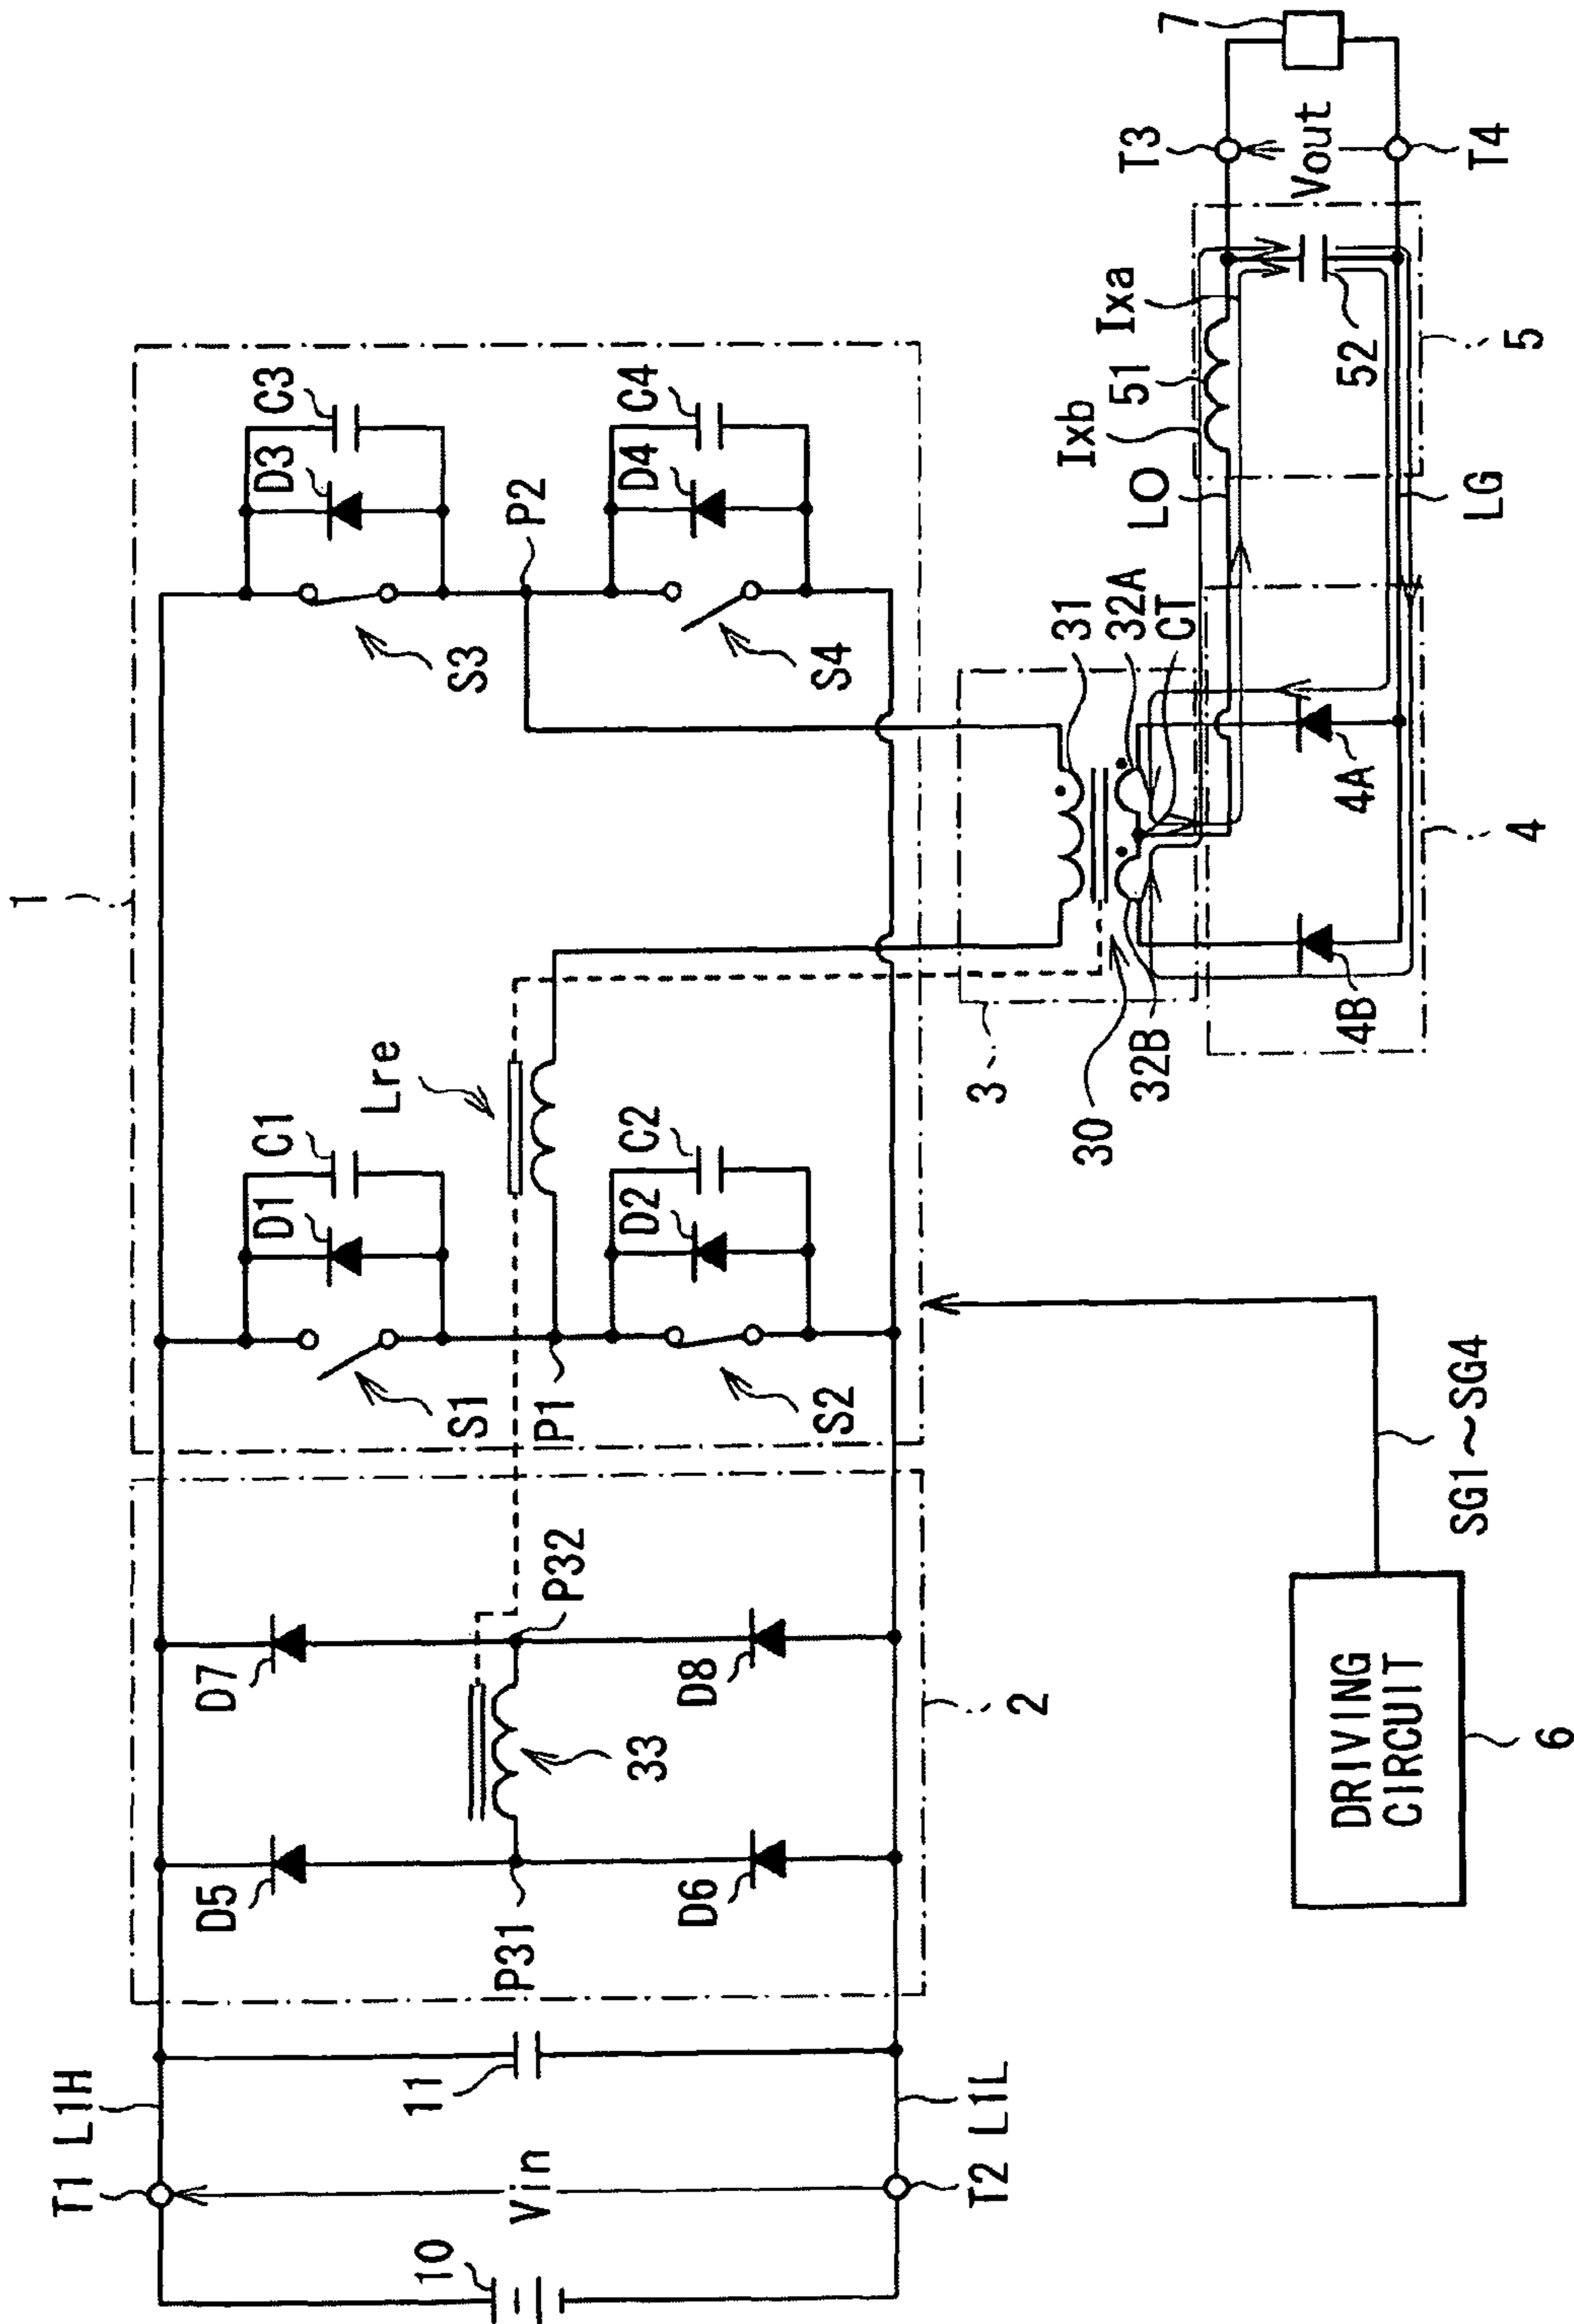 1
T1 L1H
10
Vin
11
T2 L1L
D5
D7
P31
P32
33
D6
D8
2
S1
D1
C1
Lre
P1
S2
D2
C2
S3
D3
C3
P2
S4
D4
C4
3
30
31
32A
CT
32B
4B
4A
4
LO
Ixb
51
Ixa
52
LG
5
T3
Vout
T4
7
SG1~SG4
DRIVING
CIRCUIT
6